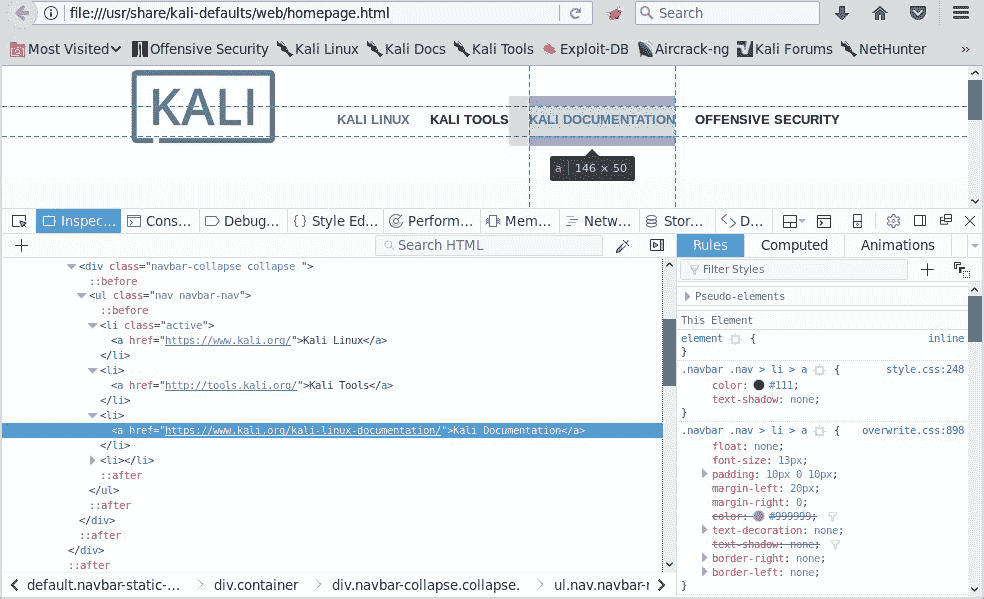 file:///usr/share/kali-defaults/web/homepage.html Search
Most Visited Offensive Security Kali Linux Kali Docs Kali Tools Exploit-DB Aircrack-ng Kali Forums NetHunter »
KALI
KALI LINUX KALI TOOLS KALI DOCUMENTATION OFFENSIVE SECURITY
a 146 × 50
Inspec... Cons... Debug... {} Style Ed... Perform... Mem... Netw... Stor... D...
+ Search HTML Rules Computed Animations
Filter Styles +
<div class="navbar-collapse collapse ">
::before
<ul class="nav navbar-nav">
::before
<li class="active">
<a href="https://www.kali.org/">Kali Linux</a>
</li>
<li>
<a href="http://tools.kali.org/">Kali Tools</a>
</li>
<li>
<a href="https://www.kali.org/kali-linux-documentation/">Kali Documentation</a>
</li>
<li></li>
::after
</ul>
::after
</div>
::after
</div>
::after
default.navbar-static-... div.container div.navbar-collapse.collapse. ul.nav.navbar-r
Pseudo-elements
This Element
element { inline
}
.navbar .nav > li > a { style.css:248
color: #111;
text-shadow: none;
}
.navbar .nav > li > a { overwrite.css:898
float: none;
font-size: 13px;
padding: 10px 0 10px;
margin-left: 20px;
margin-right: 0;
color: #999999;
text-decoration: none;
text-shadow: none;
border-right: none;
border-left: none;
}